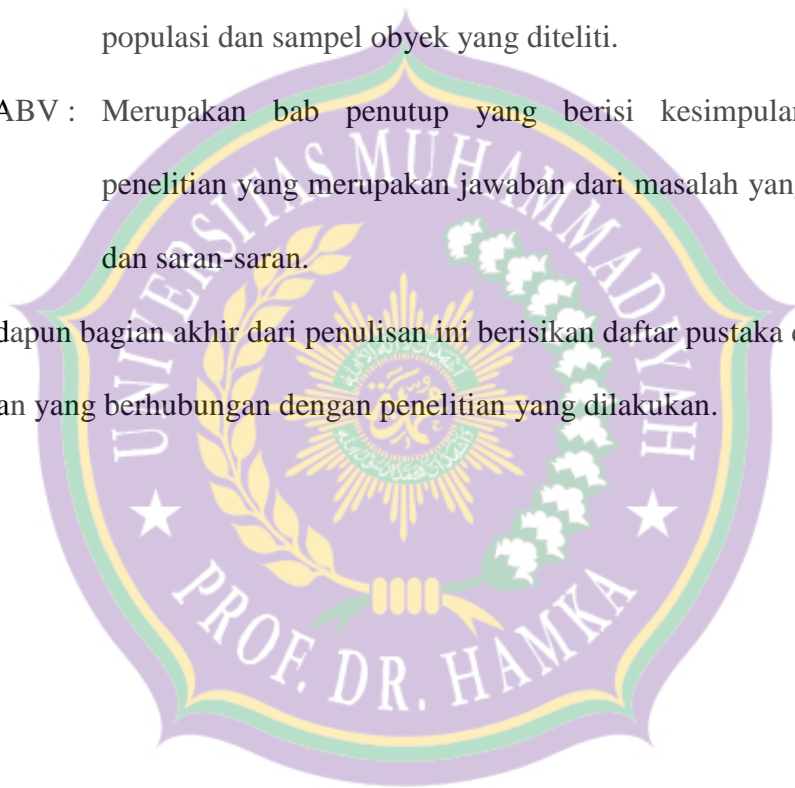 populasi dan sampel obyek yang diteliti.
ABV : Merupakan bab penutup yang berisi kesimpulan
penelitian yang merupakan jawaban dari masalah yan
dan saran-saran.
dapun bagian akhir dari penulisan ini berisikan daftar pustaka
an yang berhubungan dengan penelitian yang dilakukan.
UNIVERSITAS MUHAMMADIYAH
PROF. DR. HAMKA